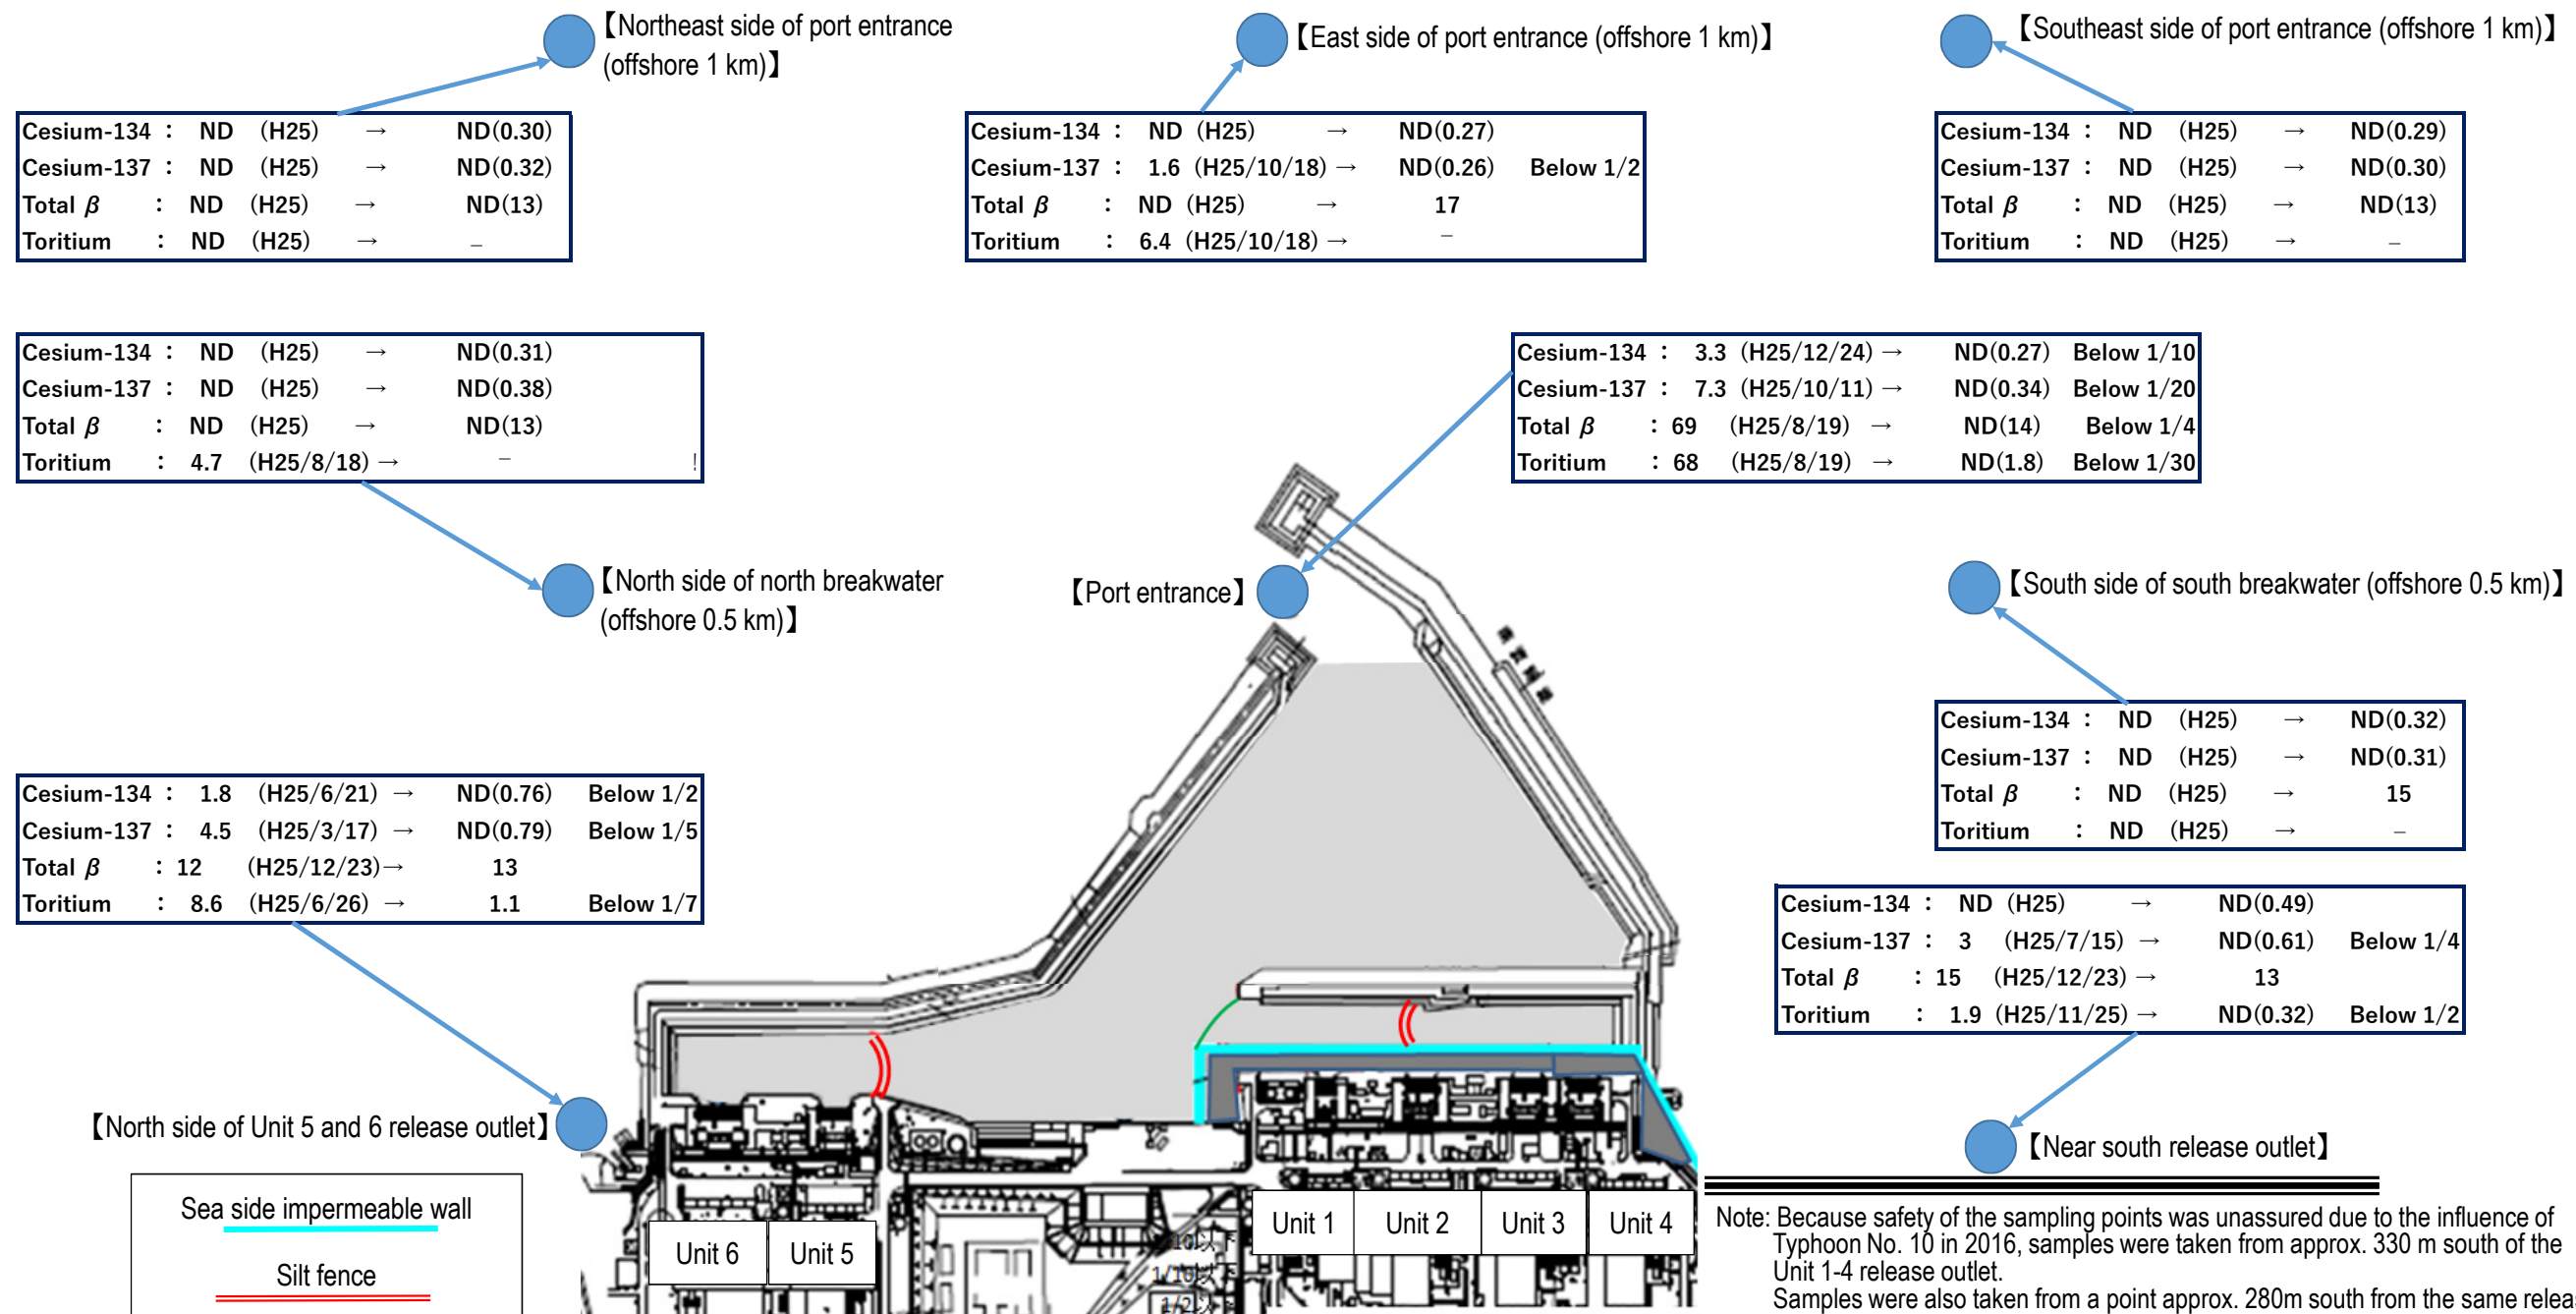 【Northeast side of port entrance
(offshore 1 km)】
【East side of port entrance (offshore 1 km)】
【Southeast side of port entrance (offshore 1 km)】
Cesium-134 : ND (H25) → ND(0.30)
Cesium-137 : ND (H25) → ND(0.32)
Total β : ND (H25) → ND(13)
Toritium : ND (H25) → –
Cesium-134 : ND (H25) → ND(0.27)
Cesium-137 : 1.6 (H25/10/18) → ND(0.26) Below 1/2
Total β : ND (H25) → 17
Toritium : 6.4 (H25/10/18) → –
Cesium-134 : ND (H25) → ND(0.29)
Cesium-137 : ND (H25) → ND(0.30)
Total β : ND (H25) → ND(13)
Toritium : ND (H25) → –
Cesium-134 : ND (H25) → ND(0.31)
Cesium-137 : ND (H25) → ND(0.38)
Total β : ND (H25) → ND(13)
Toritium : 4.7 (H25/8/18) → – !
Cesium-134 : 3.3 (H25/12/24) → ND(0.27) Below 1/10
Cesium-137 : 7.3 (H25/10/11) → ND(0.34) Below 1/20
Total β : 69 (H25/8/19) → ND(14) Below 1/4
Toritium : 68 (H25/8/19) → ND(1.8) Below 1/30
【North side of north breakwater
(offshore 0.5 km)】
【Port entrance】
【South side of south breakwater (offshore 0.5 km)】
Cesium-134 : ND (H25) → ND(0.32)
Cesium-137 : ND (H25) → ND(0.31)
Total β : ND (H25) → 15
Toritium : ND (H25) → –
Cesium-134 : 1.8 (H25/6/21) → ND(0.76) Below 1/2
Cesium-137 : 4.5 (H25/3/17) → ND(0.79) Below 1/5
Total β : 12 (H25/12/23)→ 13
Toritium : 8.6 (H25/6/26) → 1.1 Below 1/7
Cesium-134 : ND (H25) → ND(0.49)
Cesium-137 : 3 (H25/7/15) → ND(0.61) Below 1/4
Total β : 15 (H25/12/23)→ 13
Toritium : 1.9 (H25/11/25) → ND(0.32) Below 1/2
【North side of Unit 5 and 6 release outlet】
【Near south release outlet】
Sea side impermeable wall
Silt fence
Unit 6
Unit 5
Unit 1
Unit 2
Unit 3
Unit 4
1/10以下
Note: Because safety of the sampling points was unassured due to the influence of
Typhoon No. 10 in 2016, samples were taken from approx. 330 m south of the
Unit 1-4 release outlet.
Samples were also taken from a point approx. 280m south from the same relea